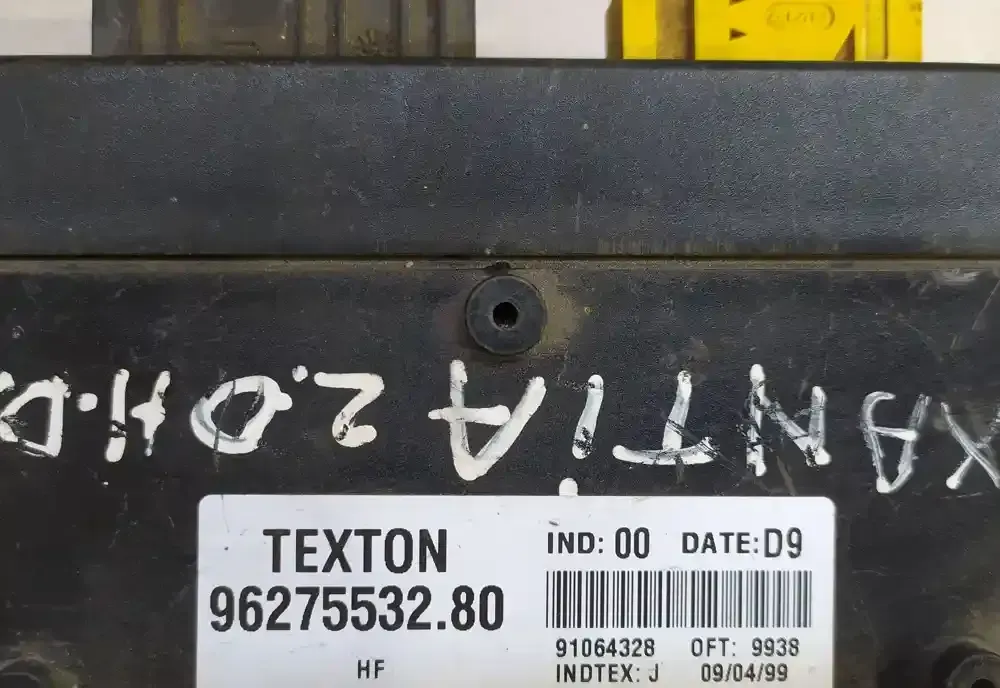 XANTiA 2.0 H.D.
TEXTON
96275532.80
HF
IND: 00 DATE:D9
91064328 OFT: 9938
INDTEX: J 09/04/99